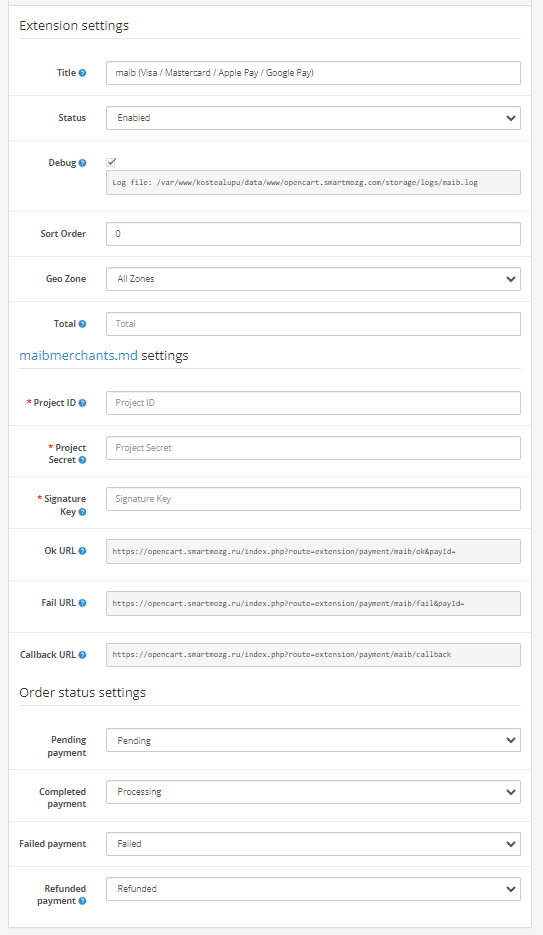 Extension settings
Title
maib (Visa / Mastercard / Apple Pay / Google Pay)
Status
Enabled
Debug
Log file: /var/www/kostealupu/data/www/opencart.smartmozg.com/storage/logs/maib.log
Sort Order
0
Geo Zone
All Zones
Total
Total
maibmerchants.md settings
* Project ID
Project ID
* Project
Secret
Project Secret
* Signature
Key
Signature Key
Ok URL
https://opencart.smartmozg.ru/index.php?route=extension/payment/maib/ok&payId=
Fail URL
https://opencart.smartmozg.ru/index.php?route=extension/payment/maib/fail&payId=
Callback URL
https://opencart.smartmozg.ru/index.php?route=extension/payment/maib/callback
Order status settings
Pending
payment
Pending
Completed
payment
Processing
Failed payment
Failed
Refunded
payment
Refunded